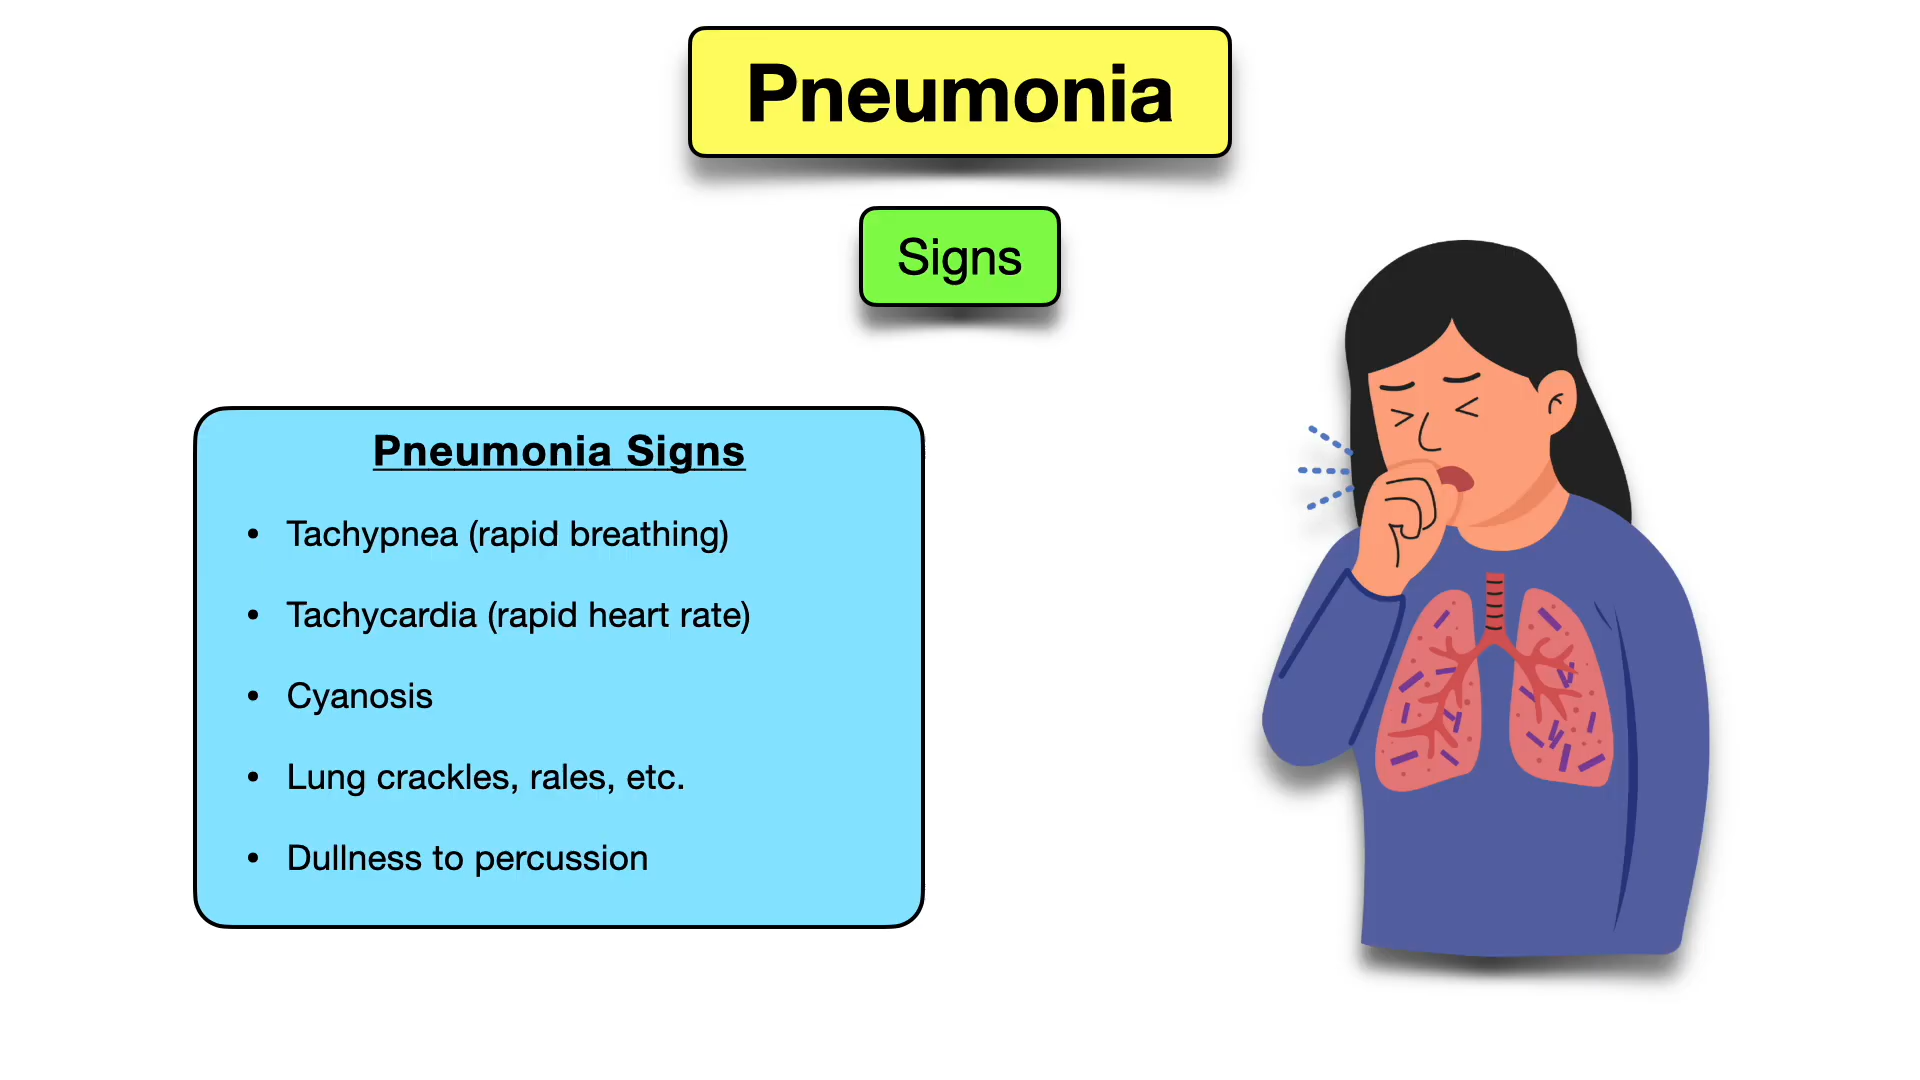 Pneumonia
Signs
Pneumonia Signs
• Tachypnea (rapid breathing)
• Tachycardia (rapid heart rate)
• Cyanosis
• Lung crackles, rales, etc.
• Dullness to percussion